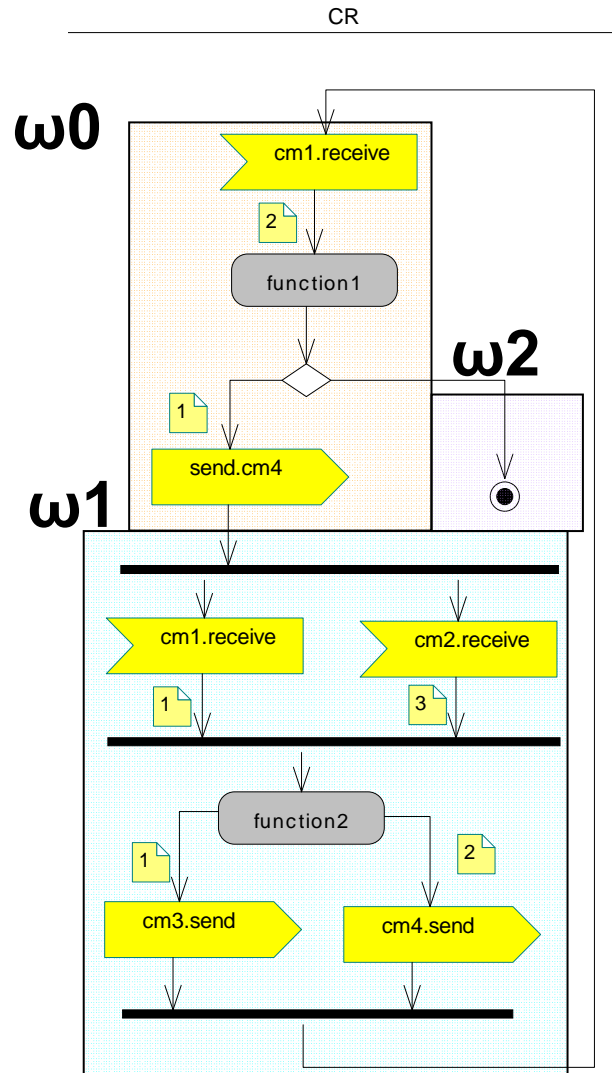 CR
ω0
cm1.receive
2
function1
ω2
1
send.cm4
ω1
cm1.receive
cm2.receive
1
3
function2
1
2
cm3.send
cm4.send